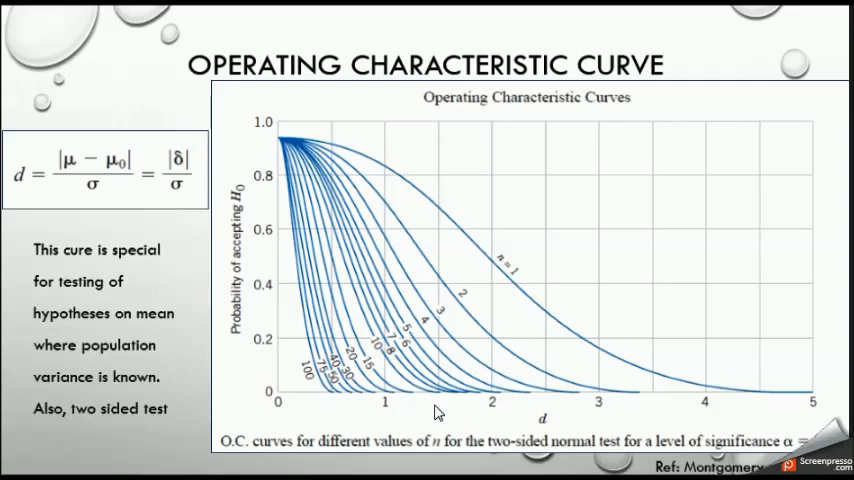 OPERATING CHARACTERISTIC CURVE
Operating Characteristic Curves
d = |μ − μ₀| / σ = |δ| / σ
This cure is special
for testing of
hypotheses on mean
where population
variance is known.
Also, two sided test
Probability of accepting H₀
1.0
0.8
0.6
0.4
0.2
0
n = 1
2
3
4
5
6
7
8
10
15
20
30
40
50
75
100
0 1 2 3 4 5
d
O.C. curves for different values of n for the two-sided normal test for a level of significance α =
Ref: Montgomery
Screenpresso
.com